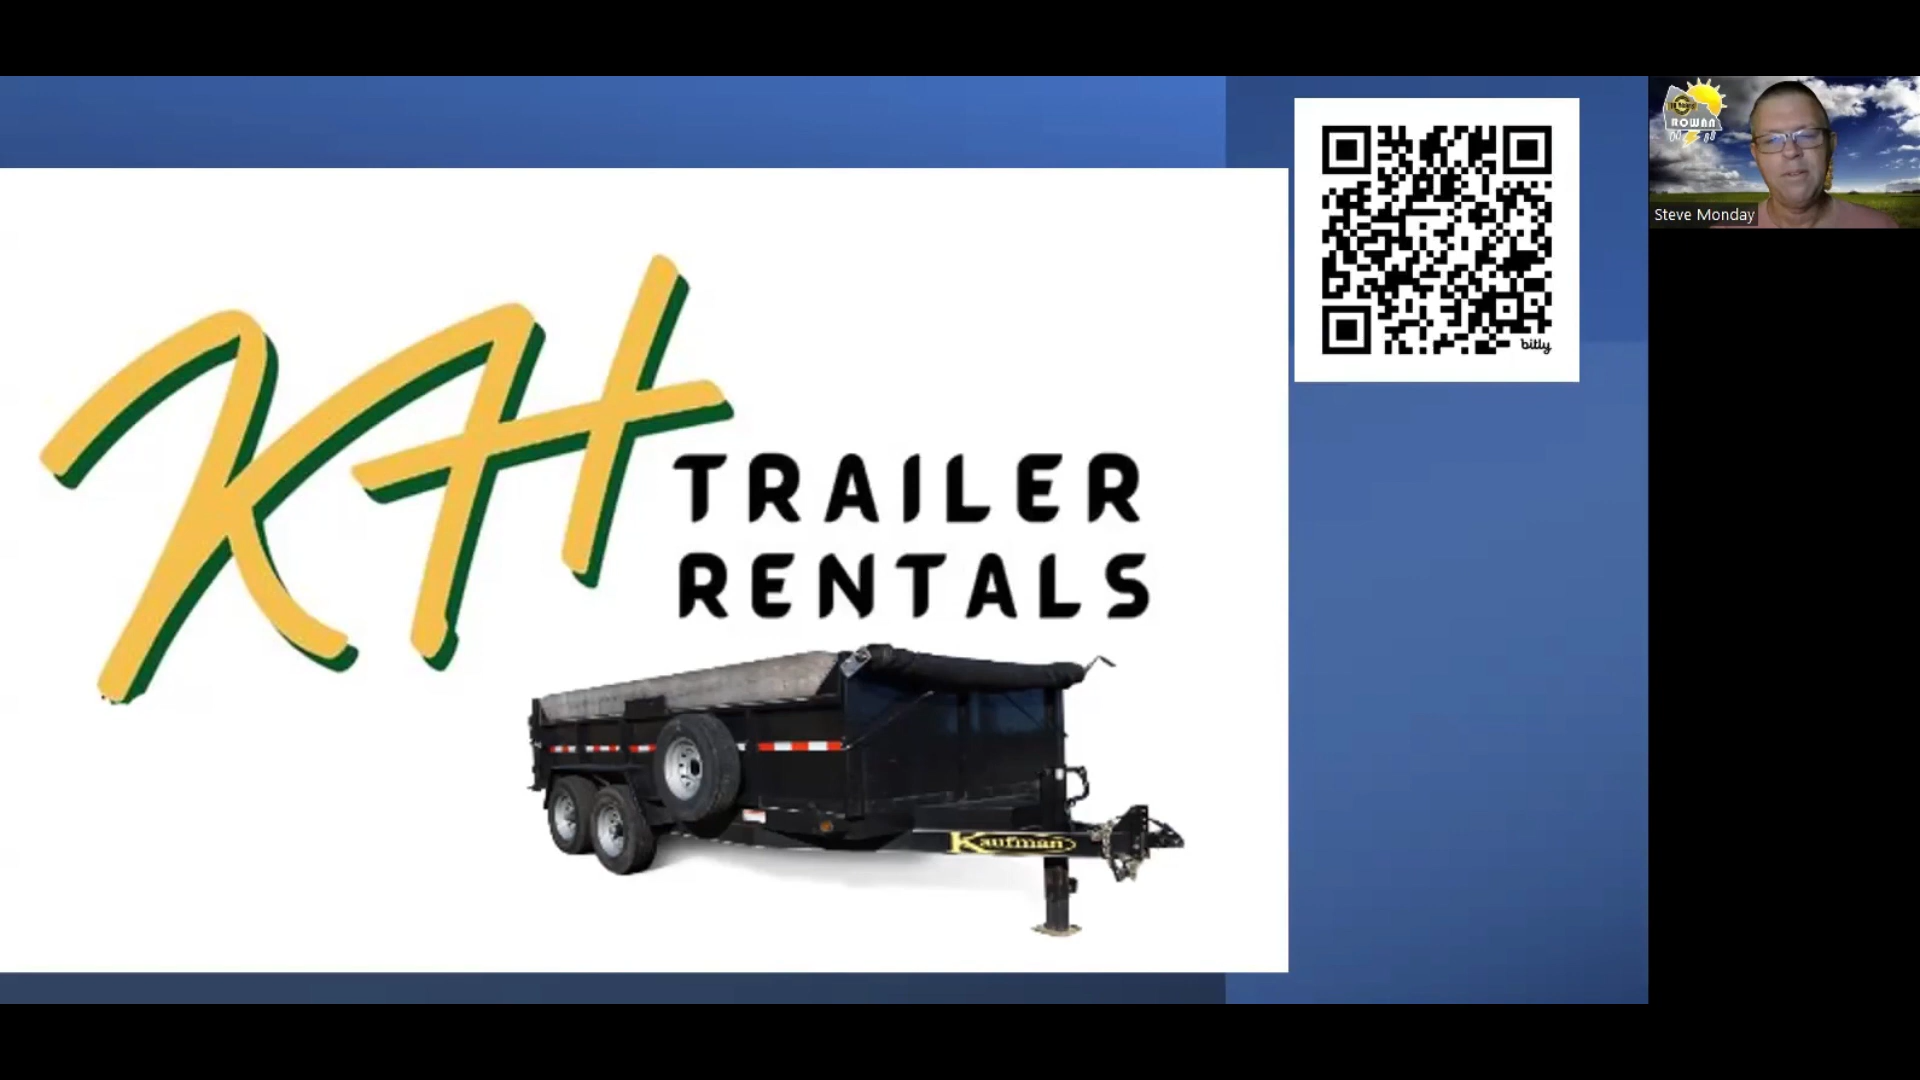 KH
TRAILER
RENTALS
Kaufman
bitly
ROWAN
Steve Monday